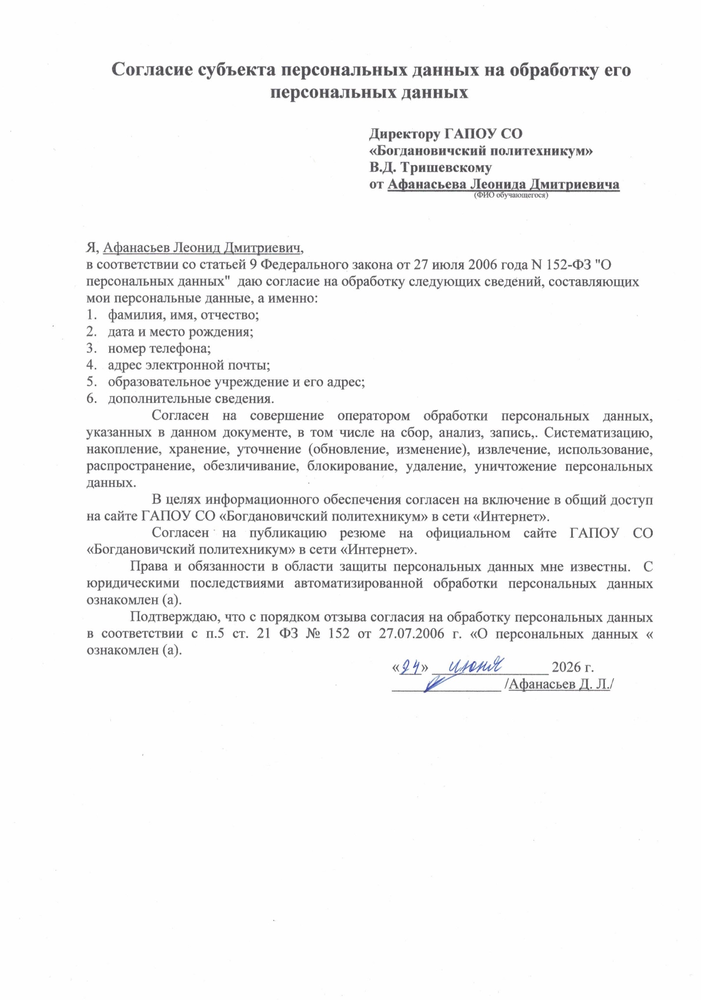 Согласие субъекта персональных данных на обработку его
персональных данных
Директору ГАПОУ СО
«Богдановичский политехникум»
В.Д. Тришевскому
от Афанасьева Леонида Дмитриевича
(ФИО обучающегося)
Я, Афанасьев Леонид Дмитриевич,
в соответствии со статьей 9 Федерального закона от 27 июля 2006 года N 152-ФЗ "О
персональных данных" даю согласие на обработку следующих сведений, составляющих
мои персональные данные, а именно:
1. фамилия, имя, отчество;
2. дата и место рождения;
3. номер телефона;
4. адрес электронной почты;
5. образовательное учреждение и его адрес;
6. дополнительные сведения.
Согласен на совершение оператором обработки персональных данных,
указанных в данном документе, в том числе на сбор, анализ, запись,. Систематизацию,
накопление, хранение, уточнение (обновление, изменение), извлечение, использование,
распространение, обезличивание, блокирование, удаление, уничтожение персональных
данных.
В целях информационного обеспечения согласен на включение в общий доступ
на сайте ГАПОУ СО «Богдановичский политехникум» в сети «Интернет».
Согласен на публикацию резюме на официальном сайте ГАПОУ СО
«Богдановичский политехникум» в сети «Интернет».
Права и обязанности в области защиты персональных данных мне известны. С
юридическими последствиями автоматизированной обработки персональных данных
ознакомлен (а).
Подтверждаю, что с порядком отзыва согласия на обработку персональных данных
в соответствии с п.5 ст. 21 ФЗ № 152 от 27.07.2006 г. «О персональных данных «
ознакомлен (а).
«24» июня 2026 г.
/Афанасьев Д. Л./